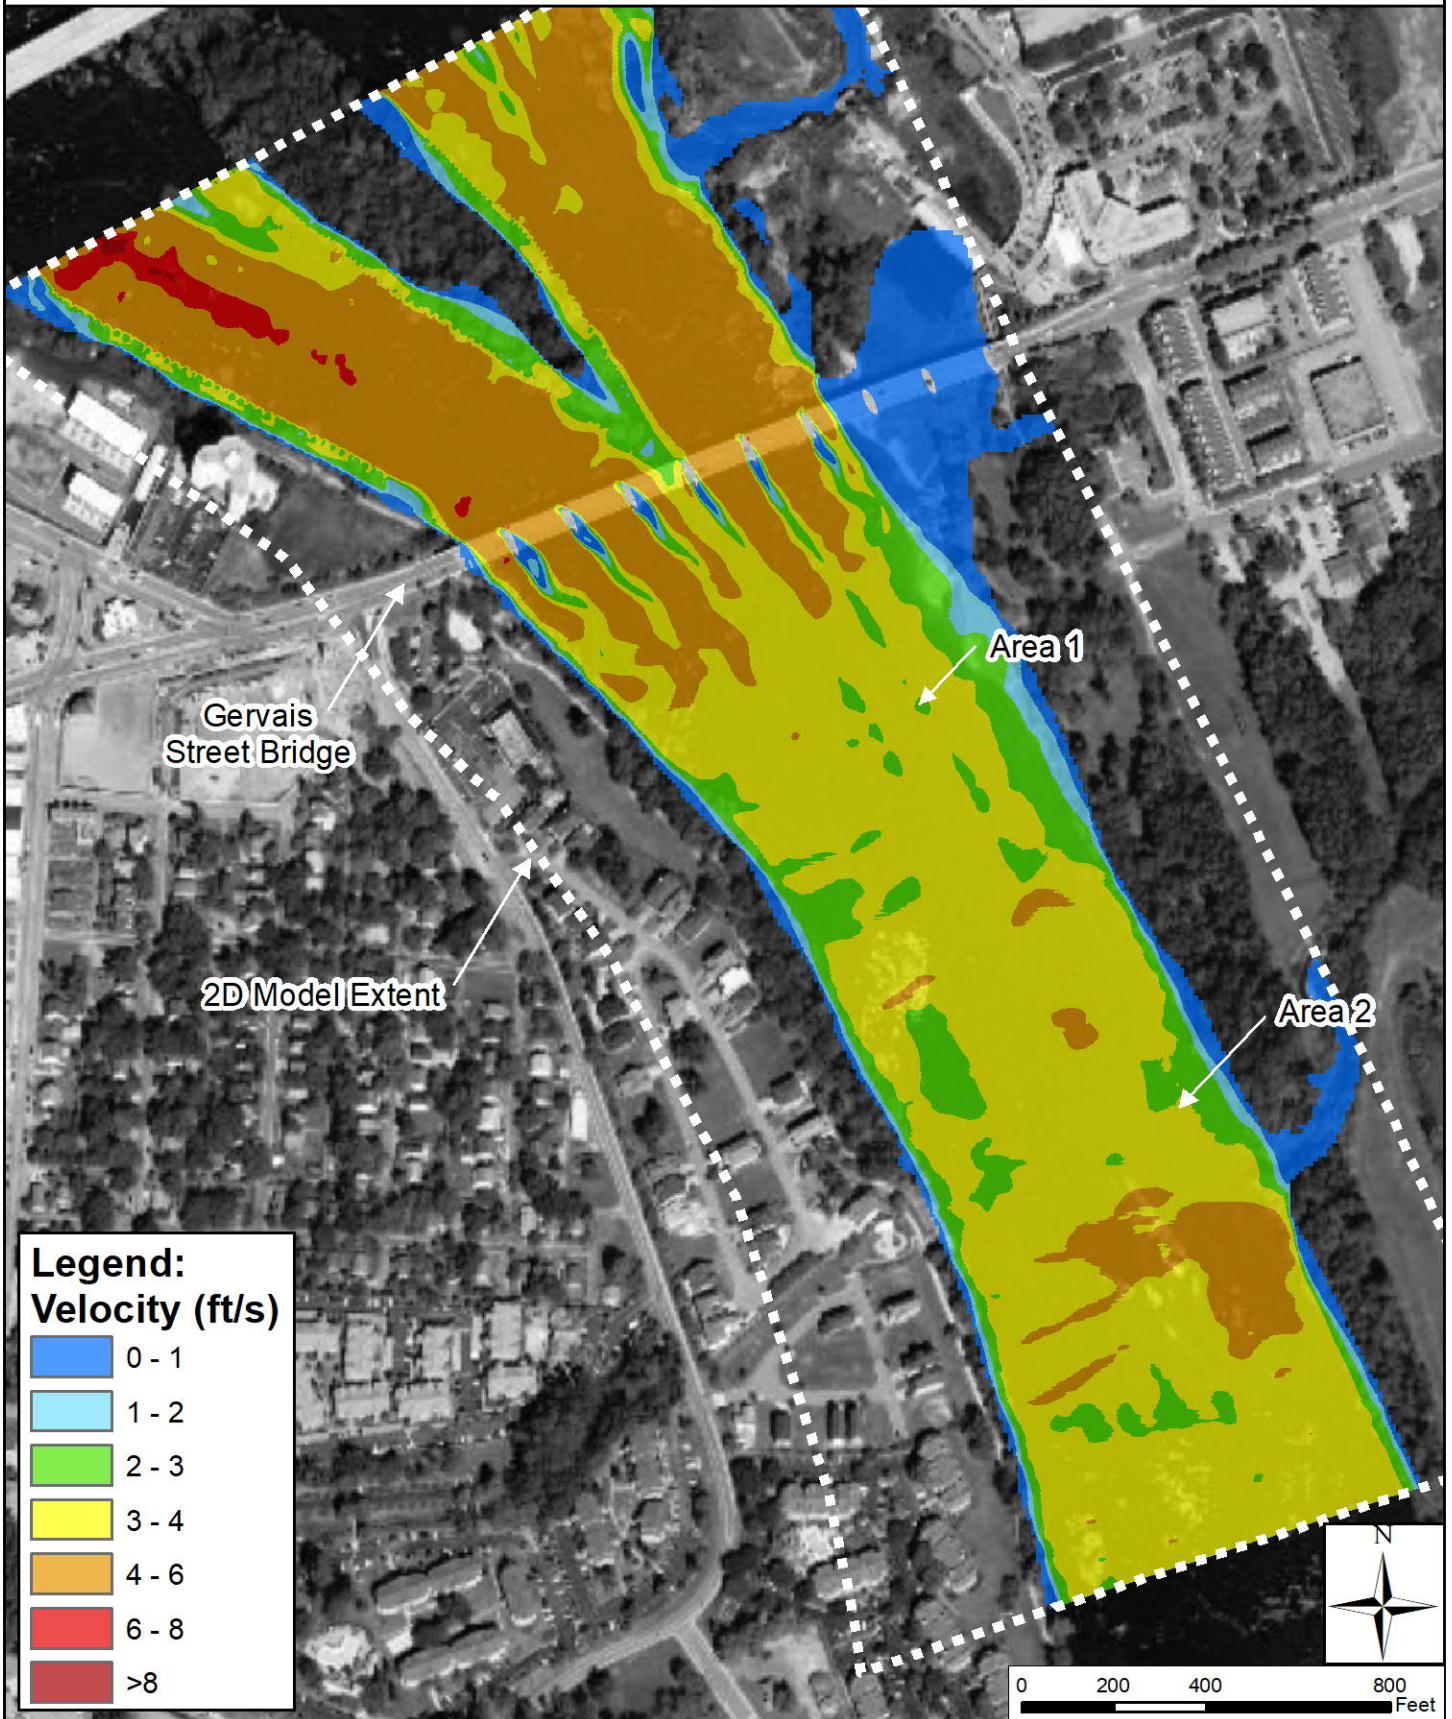 Area 1
Gervais
Street Bridge
2D Model Extent
Area 2
Legend:
Velocity (ft/s)
0 - 1
1 - 2
2 - 3
3 - 4
4 - 6
6 - 8
>8
N
0 200 400 800
Feet